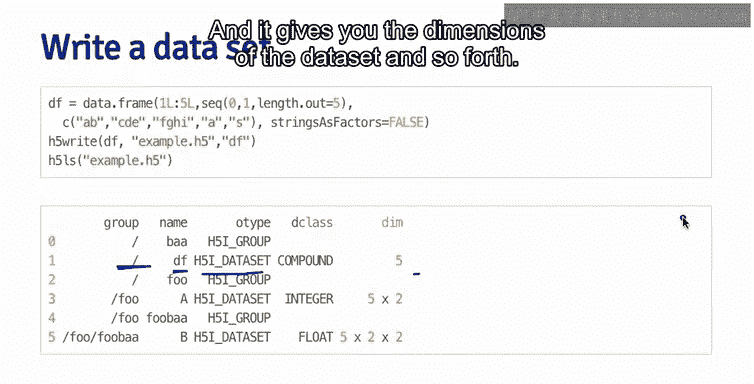 And it gives you the dimensions
of the dataset and so forth.
Write a data set
df = data.frame(1L:5L,seq(0,1,length.out=5),
c("ab","cde","fghi","a","s"), stringsAsFactors=FALSE)
h5write(df, "example.h5","df")
h5ls("example.h5")
group name otype dclass dim
0 / baa H5I_GROUP
1 / df H5I_DATASET COMPOUND 5
2 / foo H5I_GROUP
3 /foo A H5I_DATASET INTEGER 5 x 2
4 /foo foobaa H5I_GROUP
5 /foo/foobaa B H5I_DATASET FLOAT 5 x 2 x 2